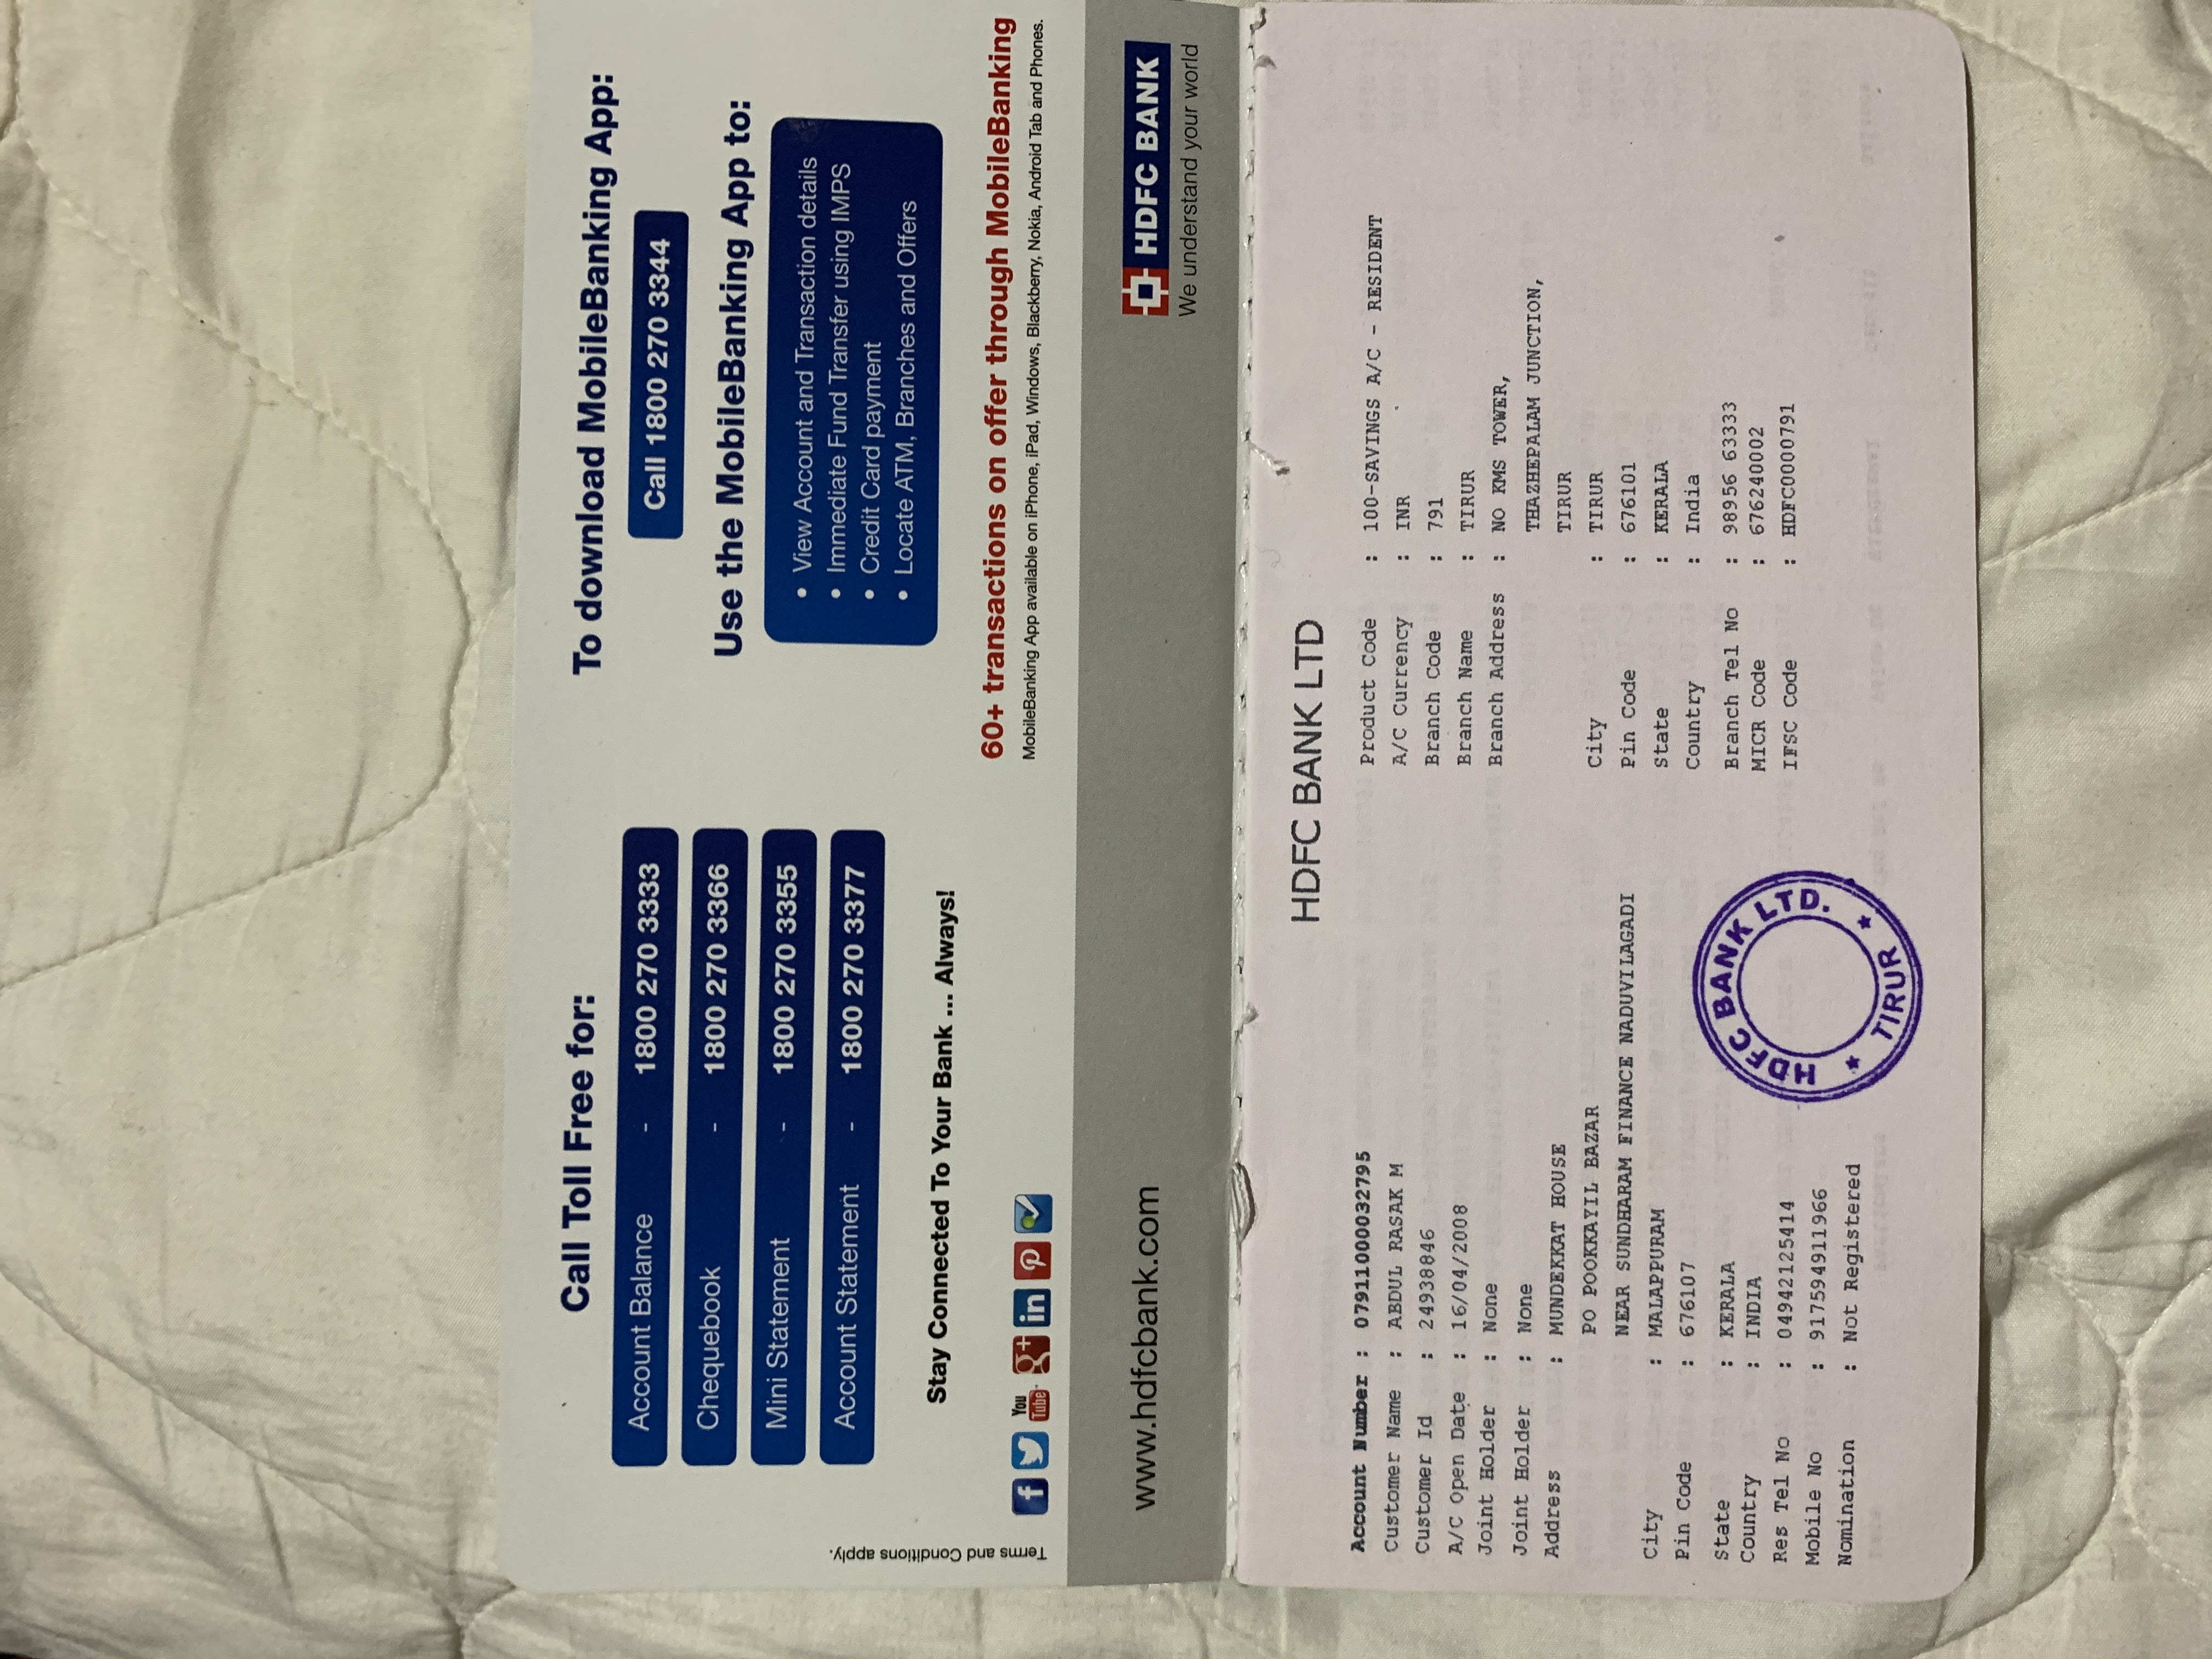 Call Toll Free for:
Account Balance - 1800 270 3333
Chequebook - 1800 270 3366
Mini Statement - 1800 270 3355
Account Statement - 1800 270 3377
Stay Connected To Your Bank ... Always!
Terms and Conditions apply.
f You Tube g+ in
To download MobileBanking App:
Call 1800 270 3344
Use the MobileBanking App to:
• View Account and Transaction details
• Immediate Fund Transfer using IMPS
• Credit Card payment
• Locate ATM, Branches and Offers
60+ transactions on offer through MobileBanking
MobileBanking App available on iPhone, iPad, Windows, Blackberry, Nokia, Android Tab and Phones.
www.hdfcbank.com
HDFC BANK
We understand your world
HDFC BANK LTD
Account Number : 07911000032795
Customer Name : ABDUL RASAK M
Customer Id : 24938846
A/C Open Date : 16/04/2008
Joint Holder : None
Joint Holder : None
Address : MUNDEKKAT HOUSE
PO POOKKAYIL BAZAR
NEAR SUNDHARAM FINANCE NADUVILAGADI
City : MALAPPURAM
Pin Code : 676107
State : KERALA
Country : INDIA
Res Tel No : 04942125414
Mobile No : 917594911966
Nomination : Not Registered
Product Code : 100-SAVINGS A/C - RESIDENT
A/C Currency : INR
Branch Code : 791
Branch Name : TIRUR
Branch Address : NO KMS TOWER,
THAZHEPALAM JUNCTION,
TIRUR
City : TIRUR
Pin Code : 676101
State : KERALA
Country : India
Branch Tel No : 98956 63333
MICR Code : 676240002
IFSC Code : HDFC0000791
HDFC BANK LTD.
TIRUR